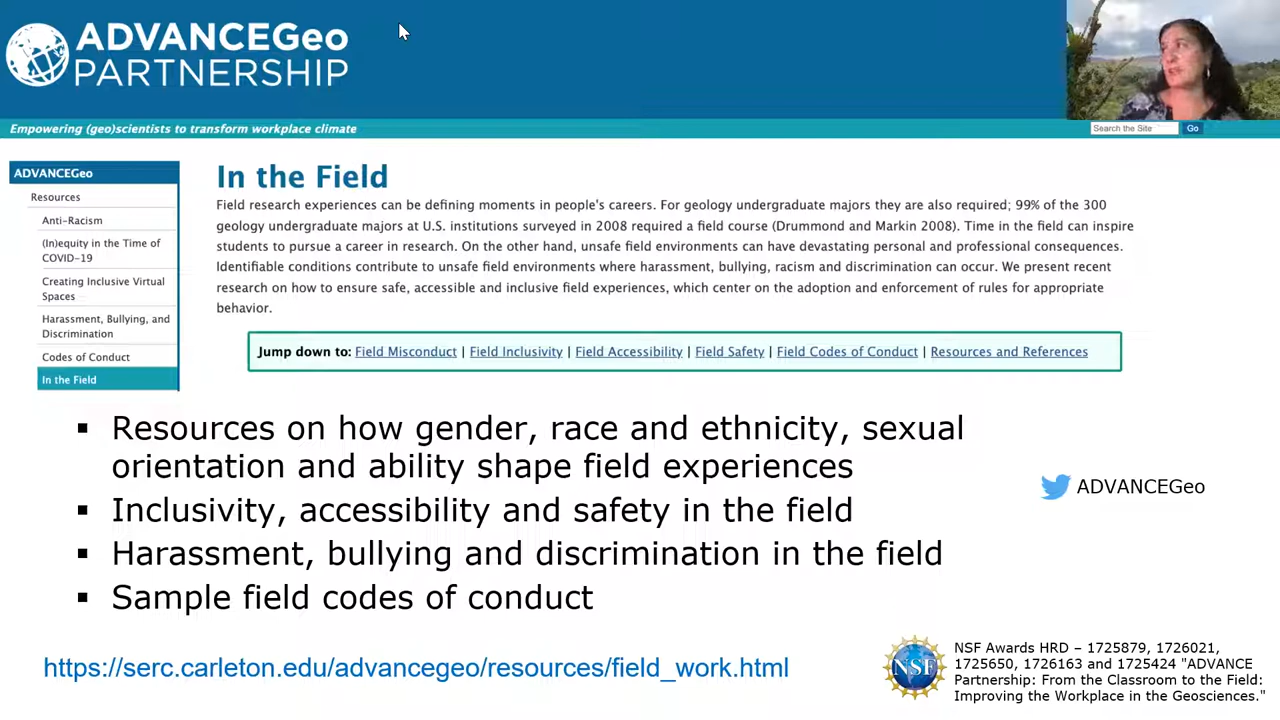 ADVANCEGeo
PARTNERSHIP
Empowering (geo)scientists to transform workplace climate
Search the Site
Go
ADVANCEGeo
Resources
Anti-Racism
(In)equity in the Time of
COVID-19
Creating Inclusive Virtual
Spaces
Harassment, Bullying, and
Discrimination
Codes of Conduct
In the Field
In the Field
Field research experiences can be defining moments in people's careers. For geology undergraduate majors they are also required; 99% of the 300
geology undergraduate majors at U.S. institutions surveyed in 2008 required a field course (Drummond and Markin 2008). Time in the field can inspire
students to pursue a career in research. On the other hand, unsafe field environments can have devastating personal and professional consequences.
Identifiable conditions contribute to unsafe field environments where harassment, bullying, racism and discrimination can occur. We present recent
research on how to ensure safe, accessible and inclusive field experiences, which center on the adoption and enforcement of rules for appropriate
behavior.
Jump down to: Field Misconduct | Field Inclusivity | Field Accessibility | Field Safety | Field Codes of Conduct | Resources and References
▪ Resources on how gender, race and ethnicity, sexual
orientation and ability shape field experiences
▪ Inclusivity, accessibility and safety in the field
▪ Harassment, bullying and discrimination in the field
▪ Sample field codes of conduct
ADVANCEGeo
https://serc.carleton.edu/advancegeo/resources/field_work.html
NSF
NSF Awards HRD – 1725879, 1726021,
1725650, 1726163 and 1725424 "ADVANCE
Partnership: From the Classroom to the Field:
Improving the Workplace in the Geosciences."